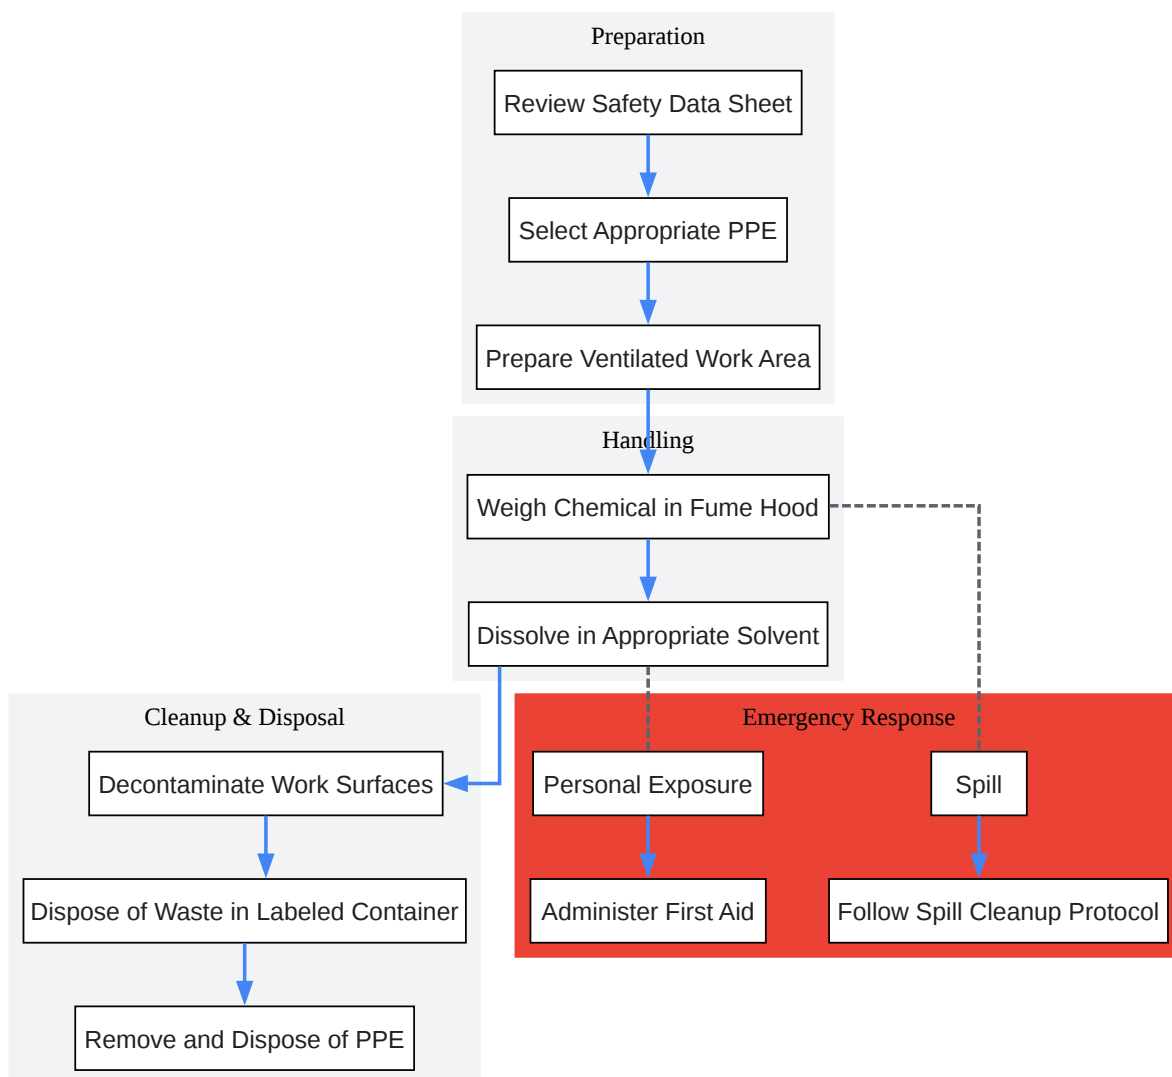 Preparation
Review Safety Data Sheet
Select Appropriate PPE
Prepare Ventilated Work Area
Handling
Weigh Chemical in Fume Hood
Dissolve in Appropriate Solvent
Cleanup & Disposal
Decontaminate Work Surfaces
Dispose of Waste in Labeled Container
Remove and Dispose of PPE
Emergency Response
Personal Exposure
Spill
Administer First Aid
Follow Spill Cleanup Protocol